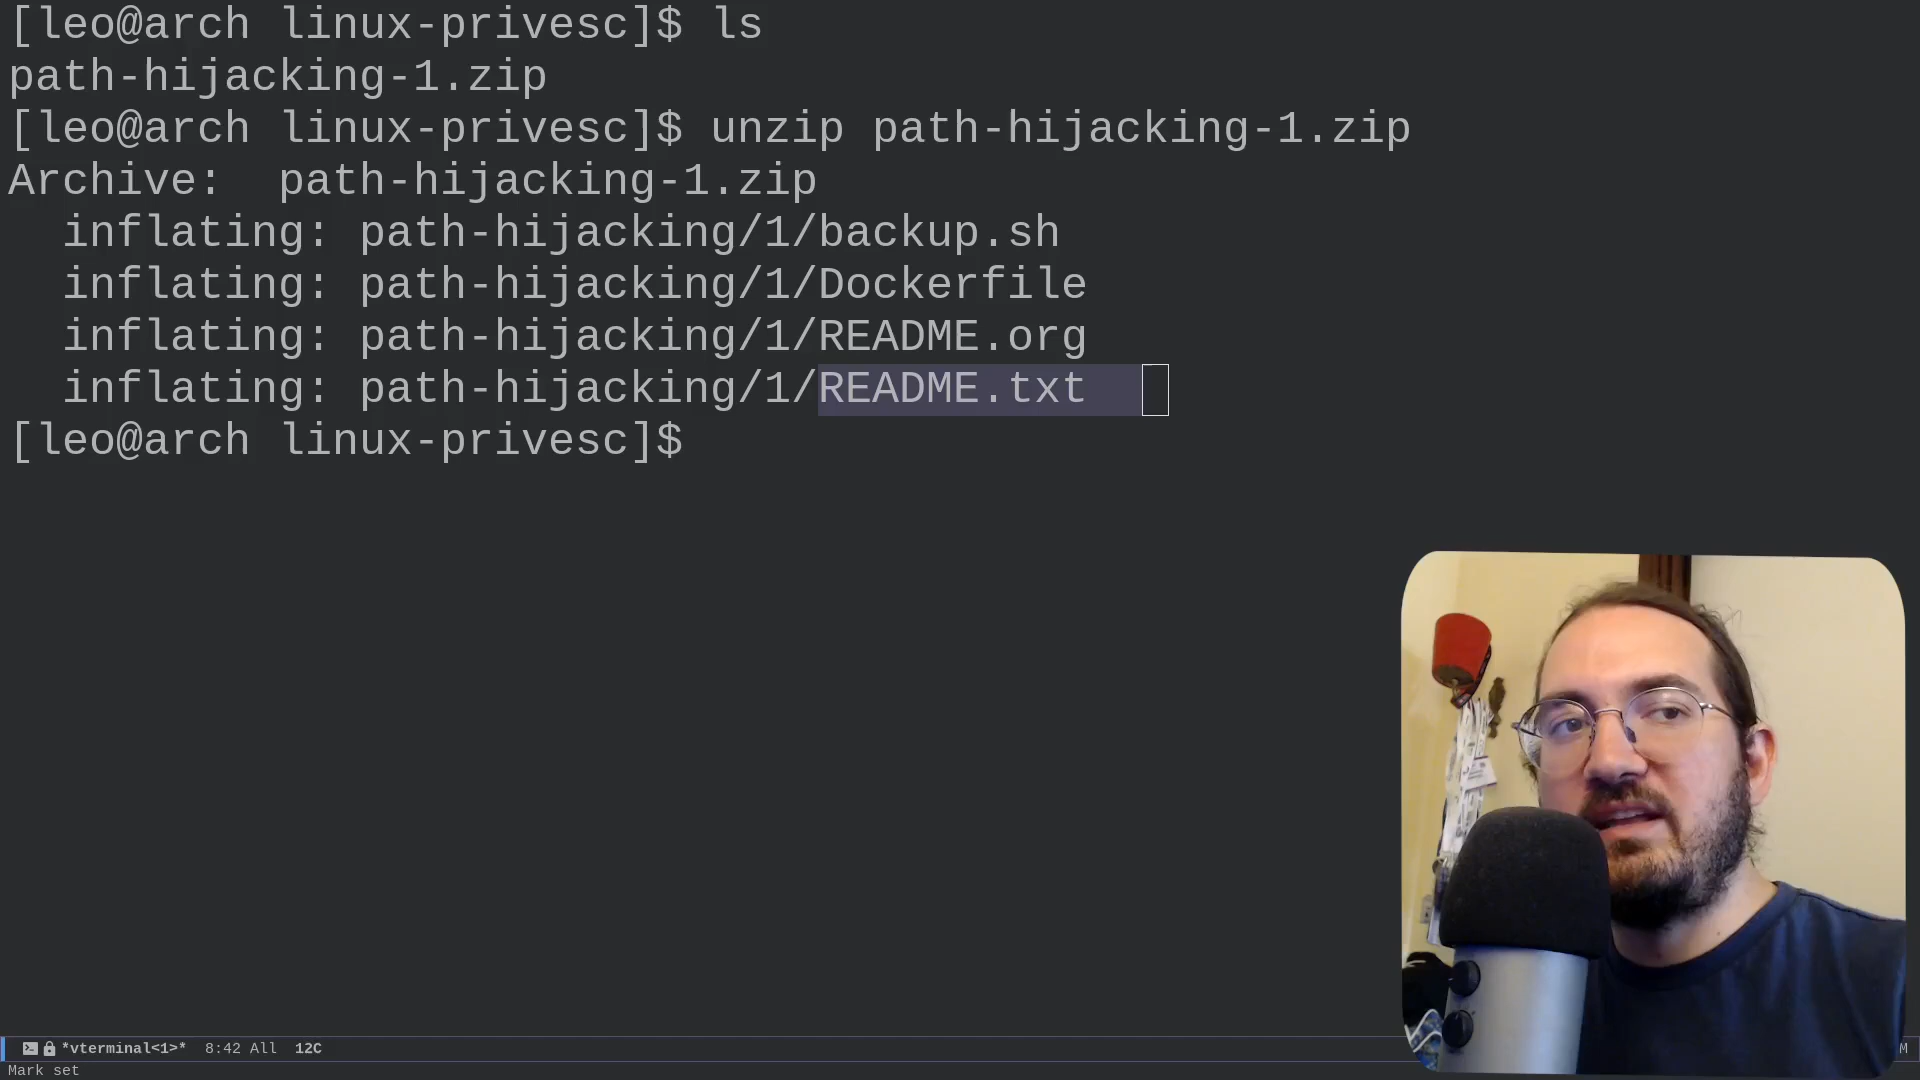 [leo@arch linux-privesc]$ ls
path-hijacking-1.zip
[leo@arch linux-privesc]$ unzip path-hijacking-1.zip
Archive:  path-hijacking-1.zip
   inflating: path-hijacking/1/backup.sh
   inflating: path-hijacking/1/Dockerfile
   inflating: path-hijacking/1/README.org
   inflating: path-hijacking/1/README.txt
[leo@arch linux-privesc]$
*vterminal<1>*  8:42 All  12C
M
Mark set